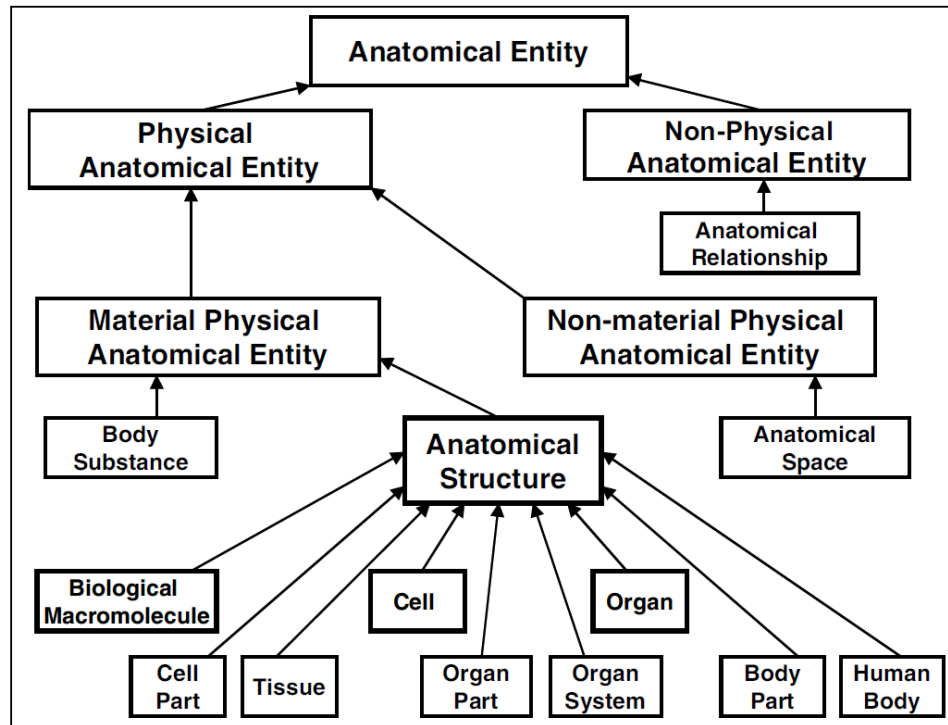 Anatomical Entity
Physical
Anatomical Entity
Non-Physical
Anatomical Entity
Anatomical
Relationship
Material Physical
Anatomical Entity
Non-material Physical
Anatomical Entity
Body
Substance
Anatomical
Structure
Anatomical
Space
Biological
Macromolecule
Cell
Organ
Cell
Part
Tissue
Organ
Part
Organ
System
Body
Part
Human
Body